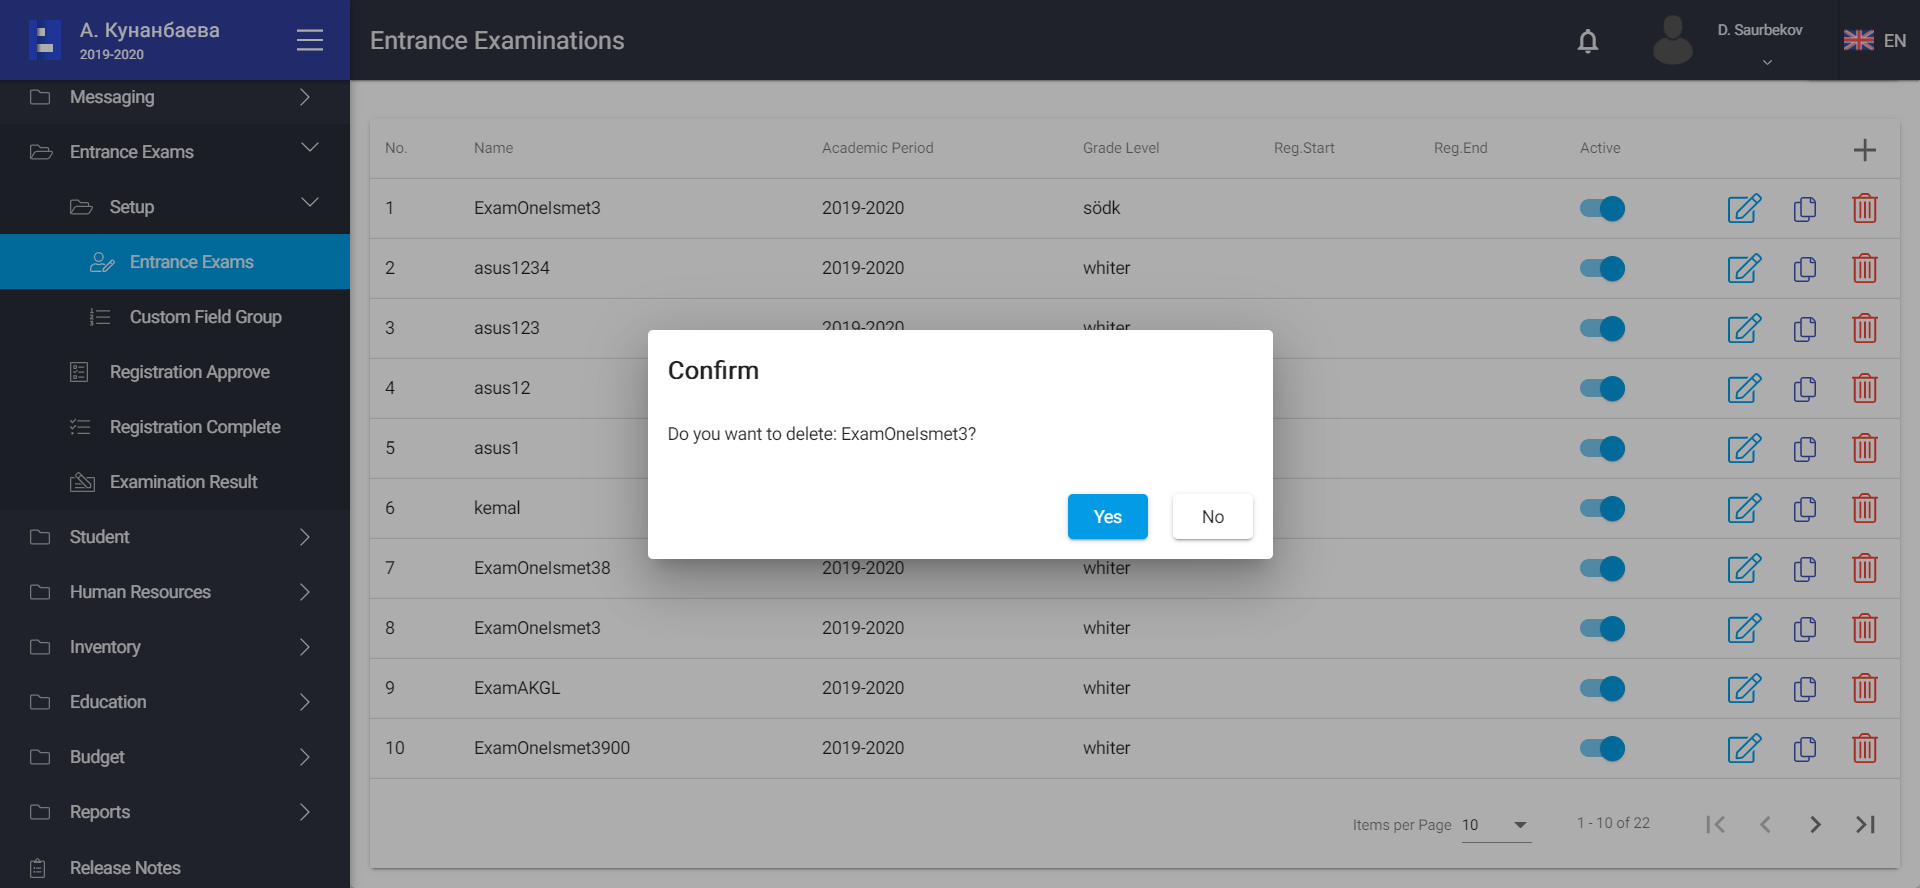 А. Кунанбаева
2019-2020
Entrance Examinations
D. Saurbekov
EN
Messaging
Entrance Exams
Setup
Entrance Exams
Custom Field Group
Registration Approve
Registration Complete
Examination Result
Student
Human Resources
Inventory
Education
Budget
Reports
Release Notes
No. Name Academic Period Grade Level Reg.Start Reg.End Active
1 ExamOneIsmet3 2019-2020 södk
2 asus1234 2019-2020 whiter
3 asus123 2019-2020 whiter
4 asus12
5 asus1
6 kemal
7 ExamOneIsmet38 2019-2020 whiter
8 ExamOneIsmet3 2019-2020 whiter
9 ExamAKGL 2019-2020 whiter
10 ExamOneIsmet3900 2019-2020 whiter
Confirm
Do you want to delete: ExamOneIsmet3?
Yes No
Items per Page 10 1 - 10 of 22